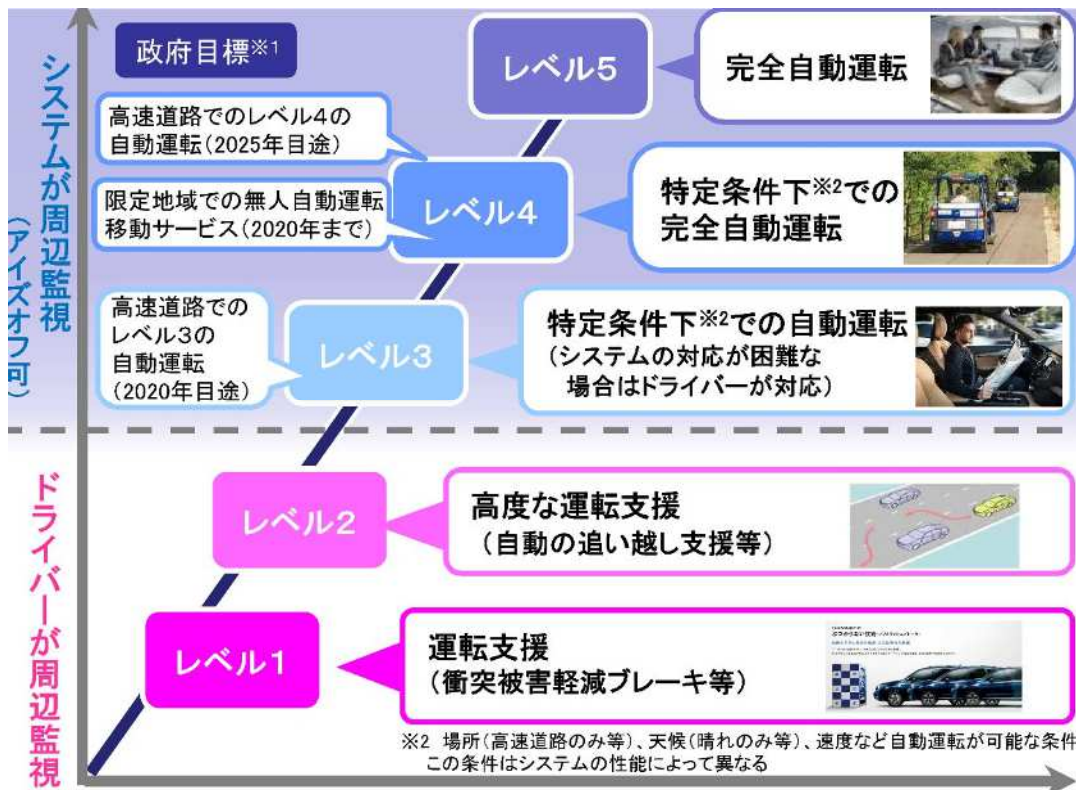 政府目標※1
レベル5
完全自動運転
高速道路でのレベル4の
自動運転(2025年目途)
限定地域での無人自動運転
移動サービス(2020年まで)
レベル4
特定条件下※2での
完全自動運転
高速道路での
レベル3の
自動運転
(2020年目途)
レベル3
特定条件下※2での自動運転
(システムの対応が困難な
場合はドライバーが対応)
システムが周辺監視
(アイズオフ可)
レベル2
高度な運転支援
(自動の追い越し支援等)
レベル1
運転支援
(衝突被害軽減ブレーキ等)
ドライバーが周辺監視
※2 場所(高速道路のみ等)、天候(晴れのみ等)、速度など自動運転が可能な条件
この条件はシステムの性能によって異なる